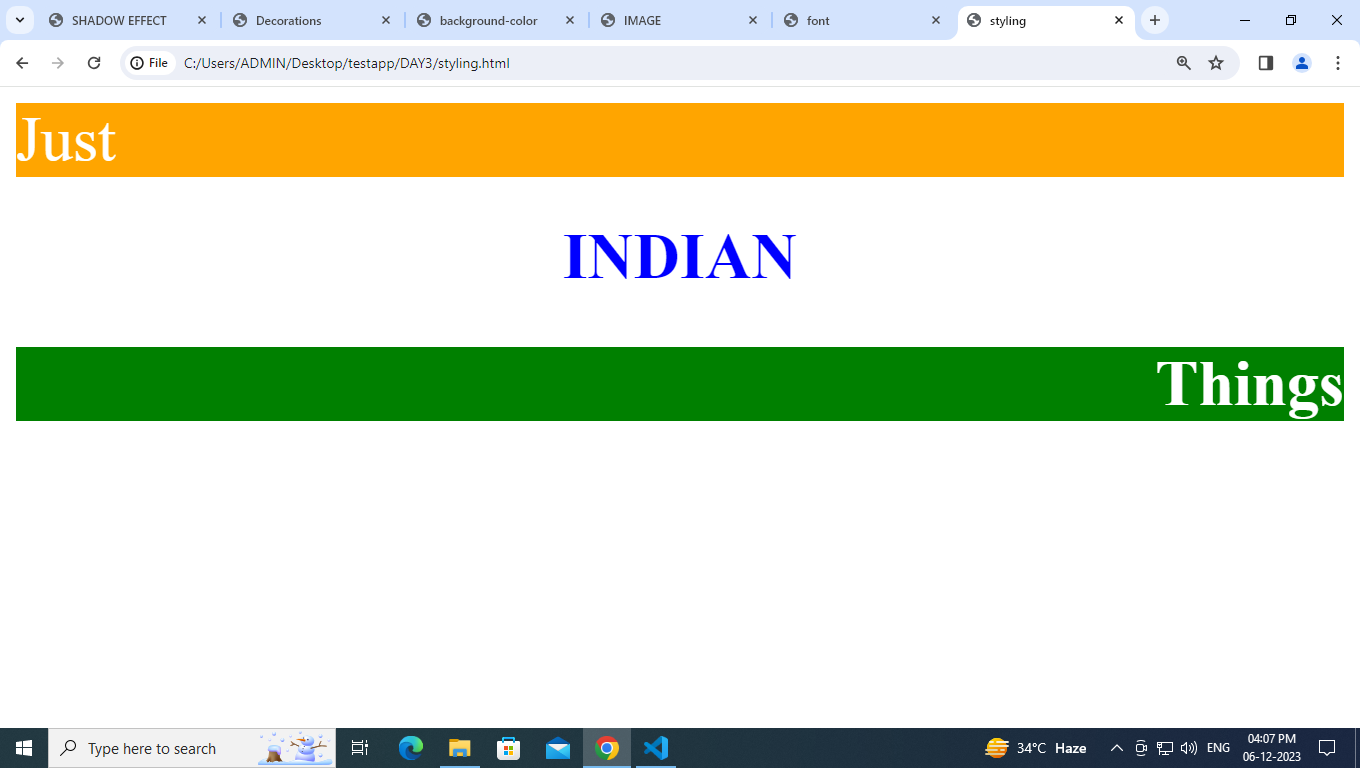 SHADOW EFFECT
Decorations
background-color
IMAGE
font
styling
File
C:/Users/ADMIN/Desktop/testapp/DAY3/styling.html
Just
INDIAN
Things
Type here to search
34°C Haze
ENG
04:07 PM
06-12-2023